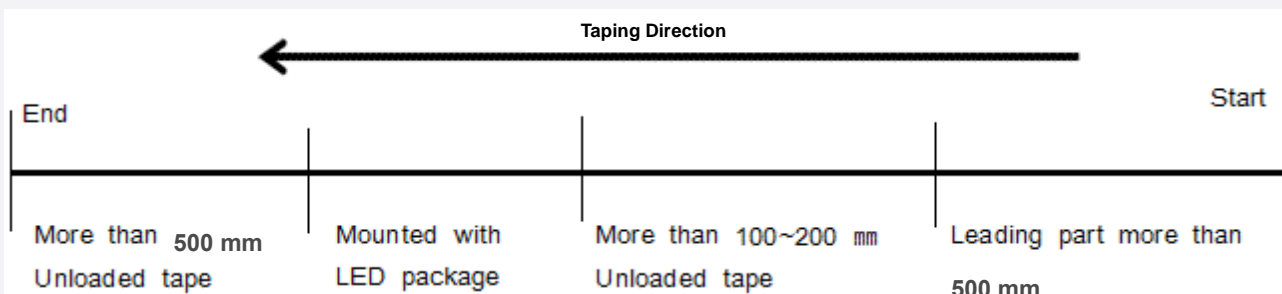 Taping Direction
Start
End
More than 500 mm
Unloaded tape
Mounted with
LED package
More than 100~200 mm
Unloaded tape
Leading part more than
500 mm